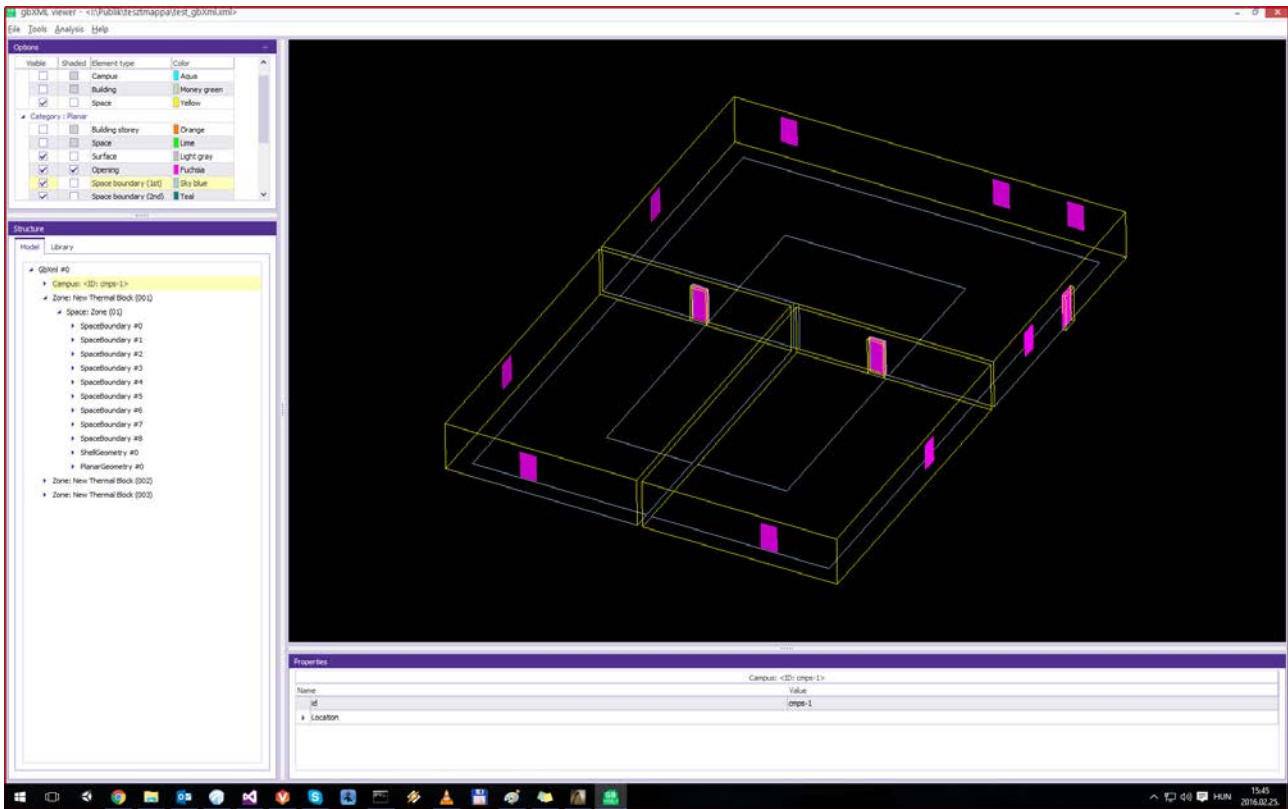 gbXML viewer - <I:\Publik\tesztmappa\test_gbXml.xml>
File Tools Analysis Help
Options
Visible Shaded Element type Color
Campus Aqua
Building Money green
Space Yellow
Category : Planar
Building storey Orange
Space Lime
Surface Light gray
Opening Fuchsia
Space boundary (1st) Sky blue
Space boundary (2nd) Teal
Structure
Model Library
GbXml #0
Campus: <ID: cmps-1>
Zone: New Thermal Block (001)
Space: Zone (01)
SpaceBoundary #0
SpaceBoundary #1
SpaceBoundary #2
SpaceBoundary #3
SpaceBoundary #4
SpaceBoundary #5
SpaceBoundary #6
SpaceBoundary #7
SpaceBoundary #8
ShellGeometry #0
PlanarGeometry #0
Zone: New Thermal Block (002)
Zone: New Thermal Block (003)
Properties
Campus: <ID: cmps-1>
Name Value
id cmps-1
Location
HUN
15:45
2016.02.25.